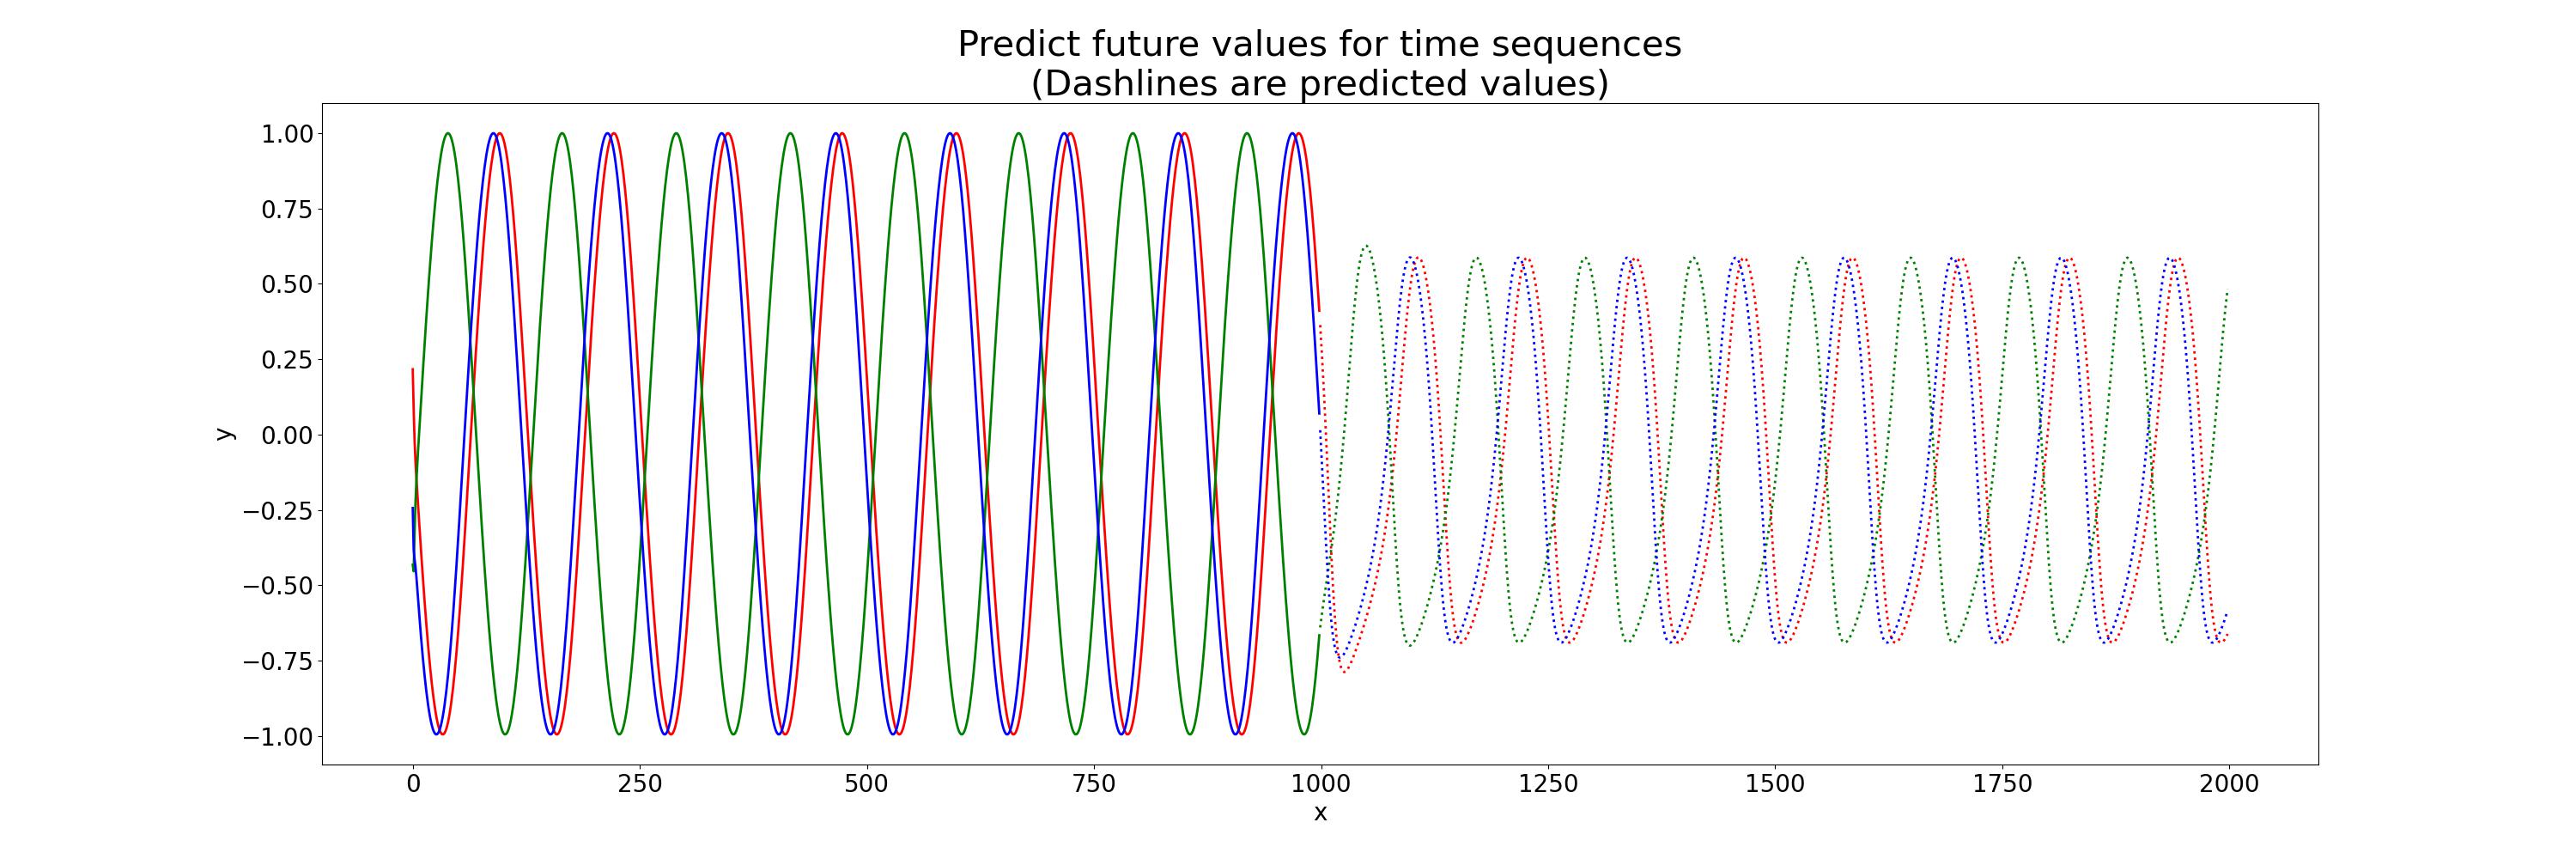 Predict future values for time sequences
(Dashlines are predicted values)
1.00
0.75
0.50
0.25
0.00
−0.25
−0.50
−0.75
−1.00
y
0 250 500 750 1000 1250 1500 1750 2000
x